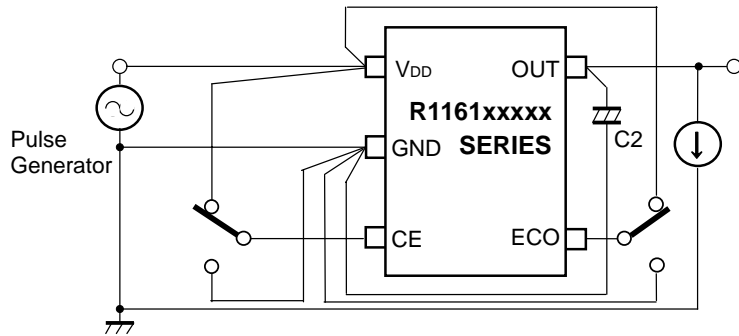 VDD
OUT
R1161xxxxx
SERIES
C2
Pulse
Generator
GND
CE
ECO